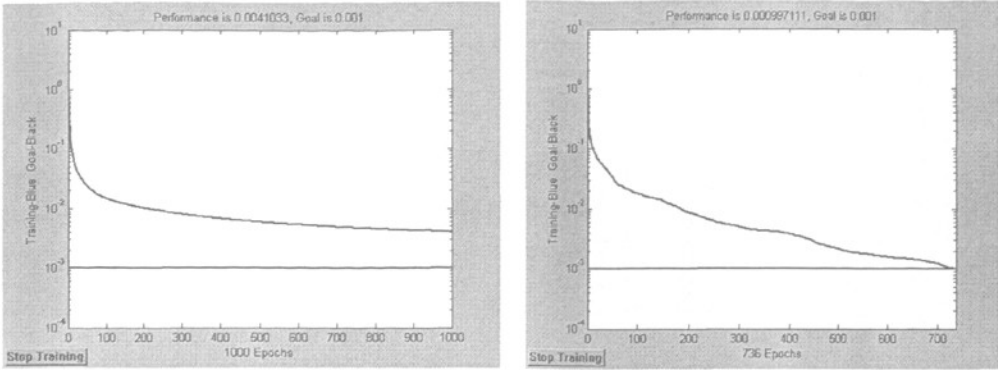 Performance is 0.0041033, Goal is 0.001
10^1
10^0
10^-1
10^-2
10^-3
10^-4
Training-Blue Goal-Black
0 100 200 300 400 500 600 700 800 900 1000
1000 Epochs
Stop Training
Performance is 0.000997111, Goal is 0.001
10^1
10^0
10^-1
10^-2
10^-3
10^-4
Training-Blue Goal-Black
0 100 200 300 400 500 600 700
736 Epochs
Stop Training